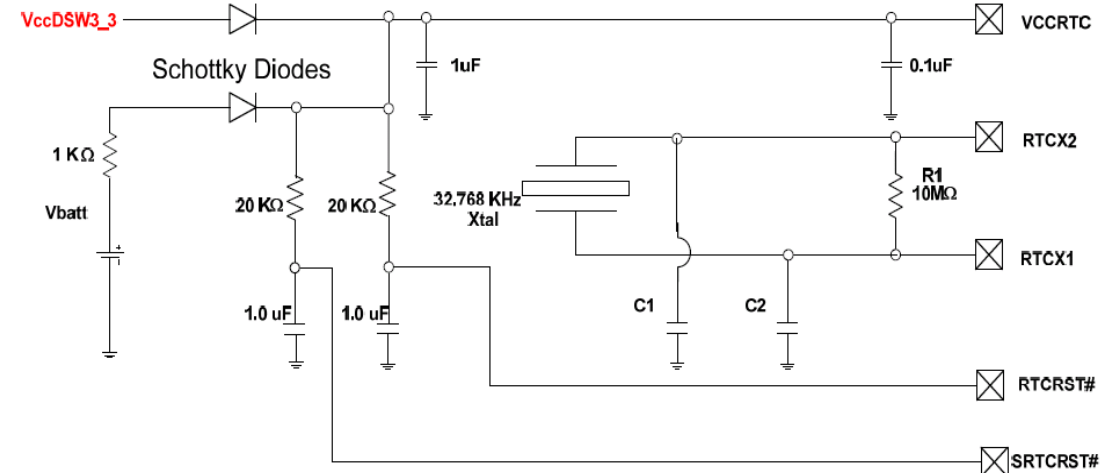 VccDSW3_3
VCCRTC
Schottky Diodes
1uF
0.1uF
1 KΩ
RTCX2
R1
10MΩ
Vbatt
20 KΩ
20 KΩ
32.768 KHz
Xtal
+
-
RTCX1
1.0 uF
1.0 uF
C1
C2
RTCRST#
SRTCRST#